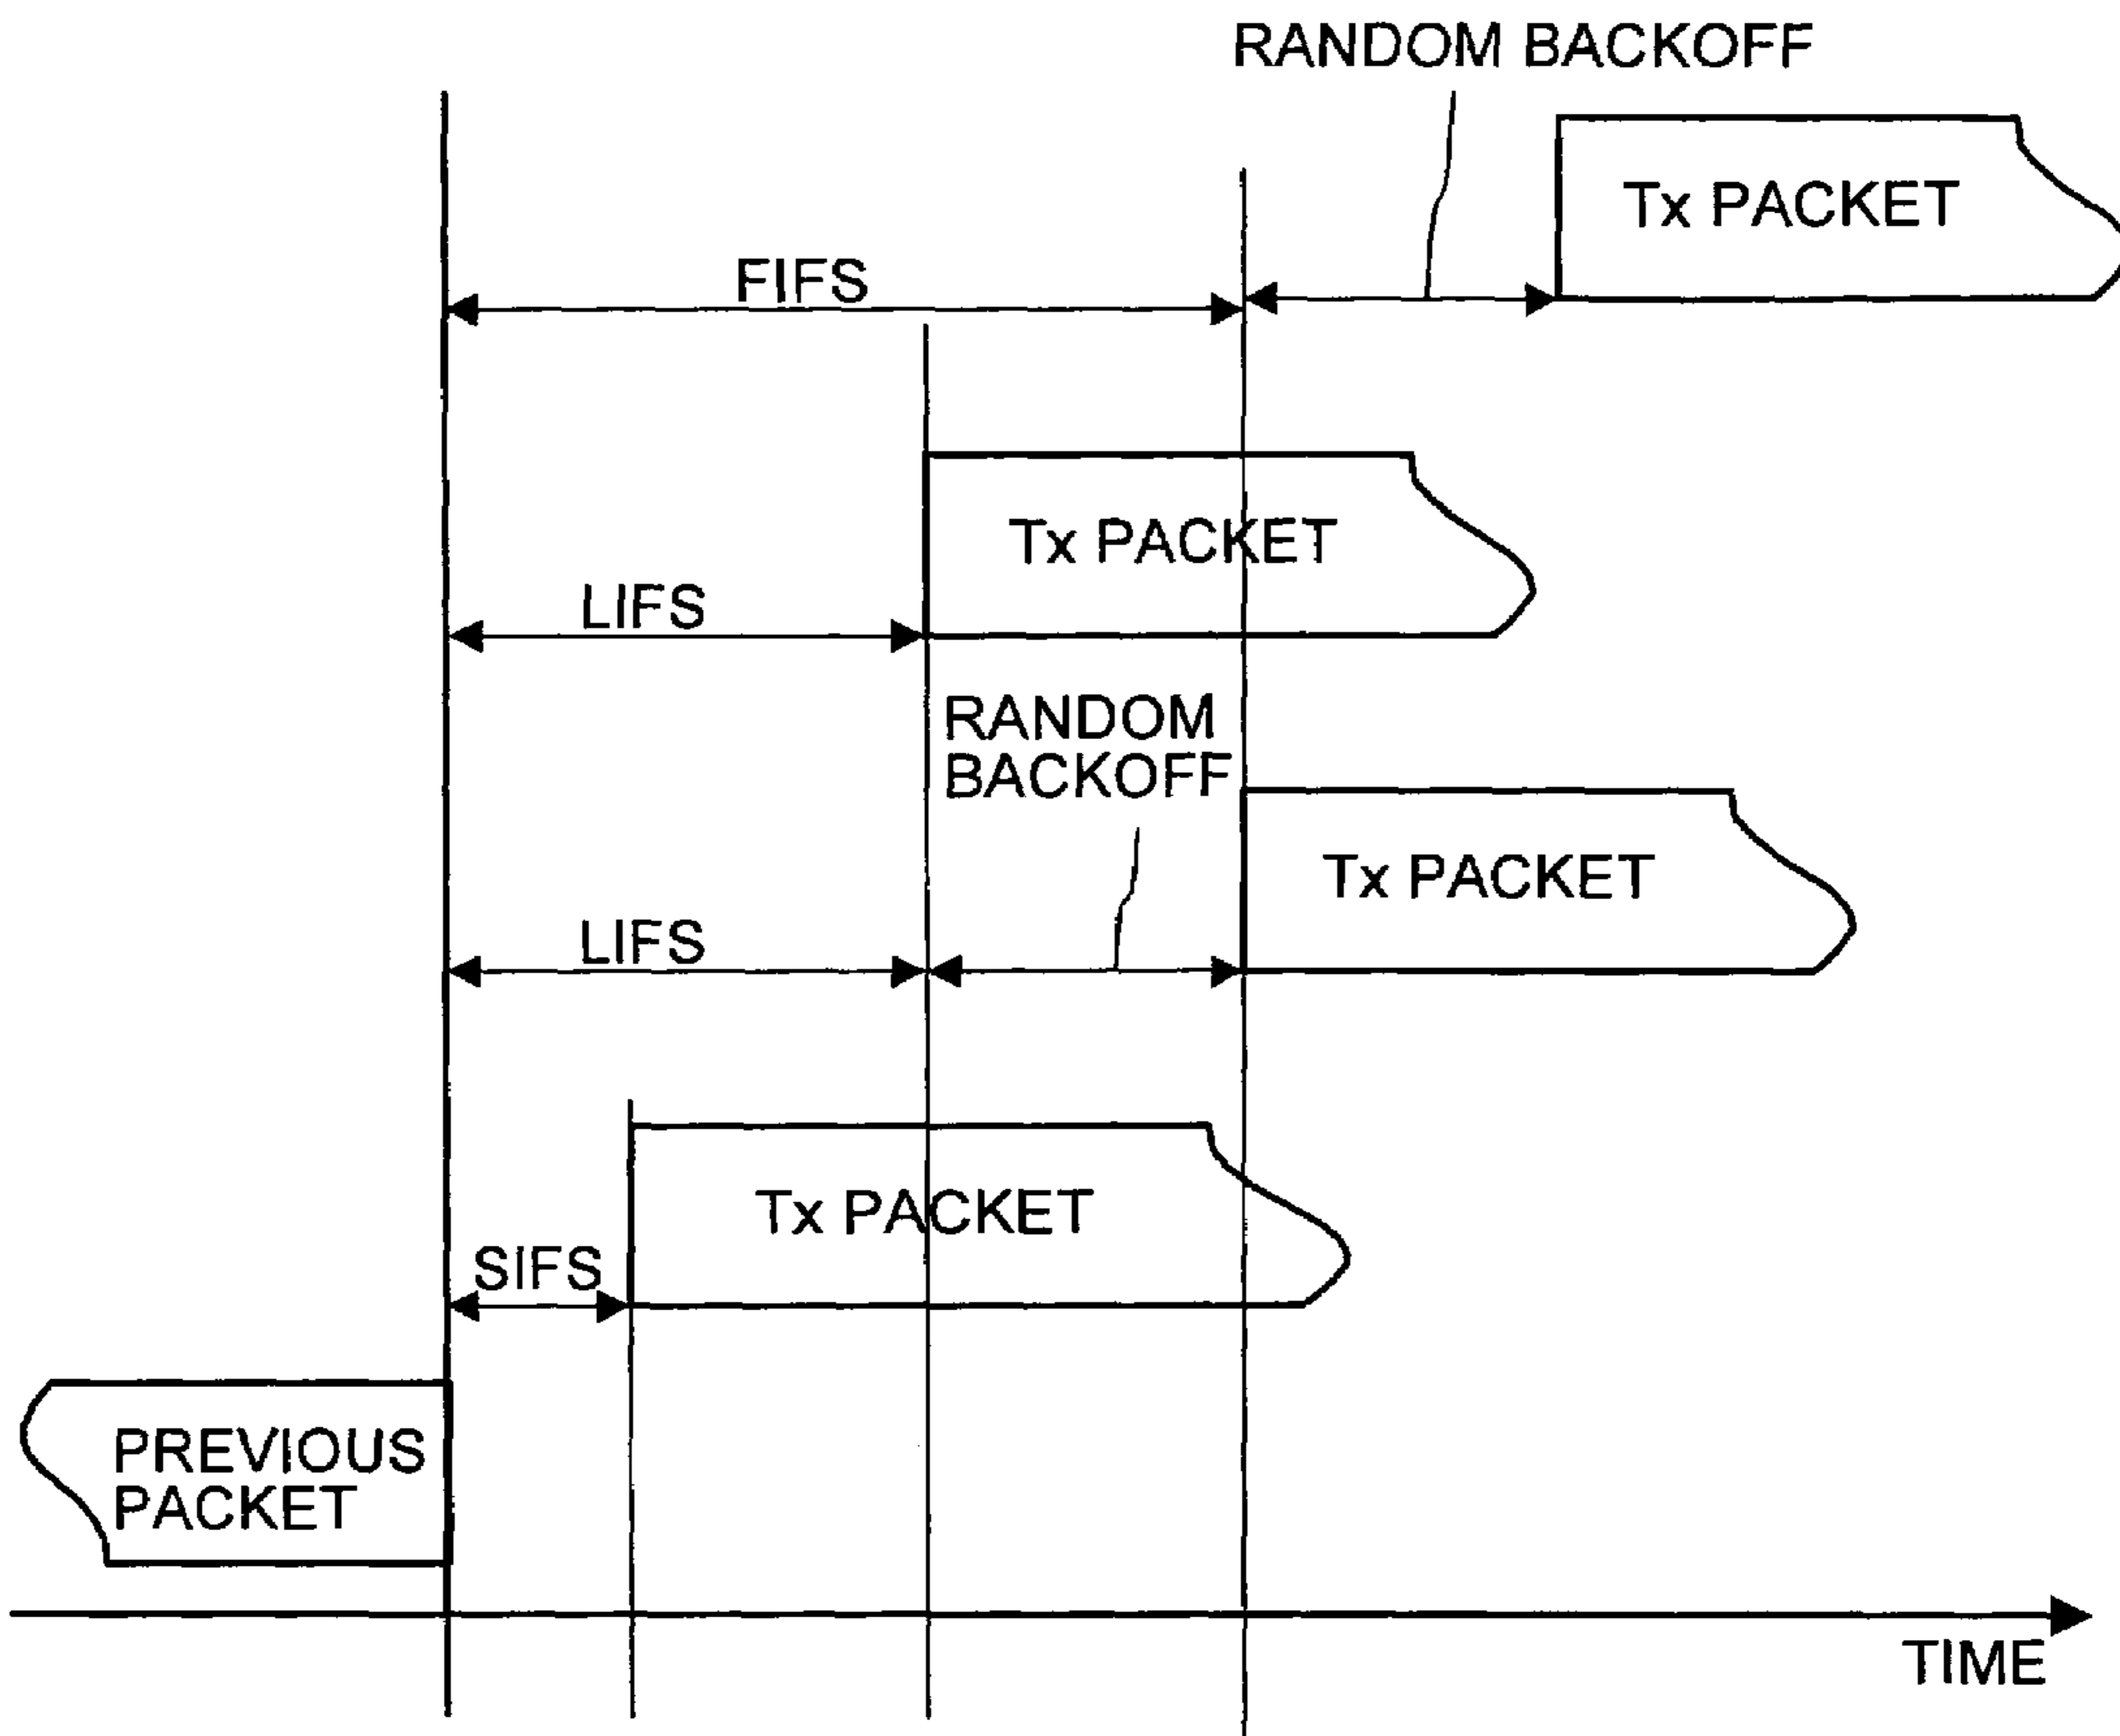 RANDOM BACKOFF
Tx PACKET
FIFS
Tx PACKET
LIFS
RANDOM
BACKOFF
Tx PACKET
LIFS
Tx PACKET
SIFS
PREVIOUS
PACKET
TIME